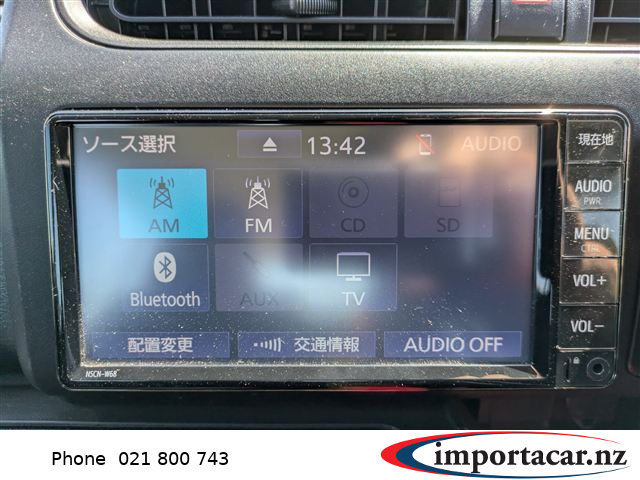 ソース選択 13:42 AUDIO
AM FM CD SD
Bluetooth AUX TV
配置変更 交通情報 AUDIO OFF
NSCN-W68
現在地
AUDIO
PWR
MENU
CTRL
VOL+
VOL-
Phone 021 800 743
importacar.nz